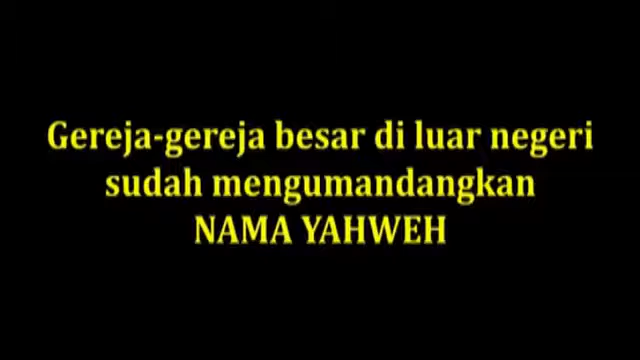 Gereja-gereja besar di luar negeri
sudah mengumandangkan
NAMA YAHWEH